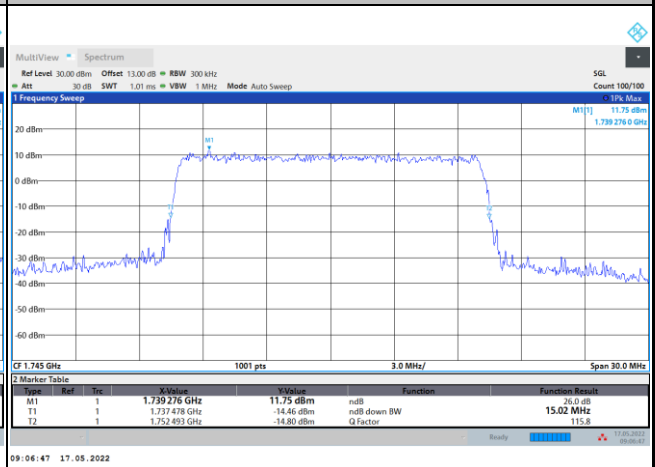 MultiView Spectrum
Ref Level 30.00 dBm Offset 13.00 dB RBW 300 kHz SGL
Att 30 dB SWT 1.01 ms VBW 1 MHz Mode Auto Sweep Count 100/100
1 Frequency Sweep 1Pk Max
M1[1] 11.75 dBm
1.739 276 0 GHz
20 dBm
M1
10 dBm
0 dBm
-10 dBm
-20 dBm
-30 dBm
-40 dBm
-50 dBm
-60 dBm
CF 1.745 GHz 1001 pts 3.0 MHz/ Span 30.0 MHz
2 Marker Table
Type Ref Trc X-Value Y-Value Function Function Result
M1 1 1.739 276 GHz 11.75 dBm ndB 26.0 dB
T1 1 1.737 478 GHz -14.46 dBm ndB down BW 15.02 MHz
T2 1 1.752 493 GHz -14.80 dBm Q Factor 115.8
Ready 17.05.2022
09:06:47
09:06:47 17.05.2022